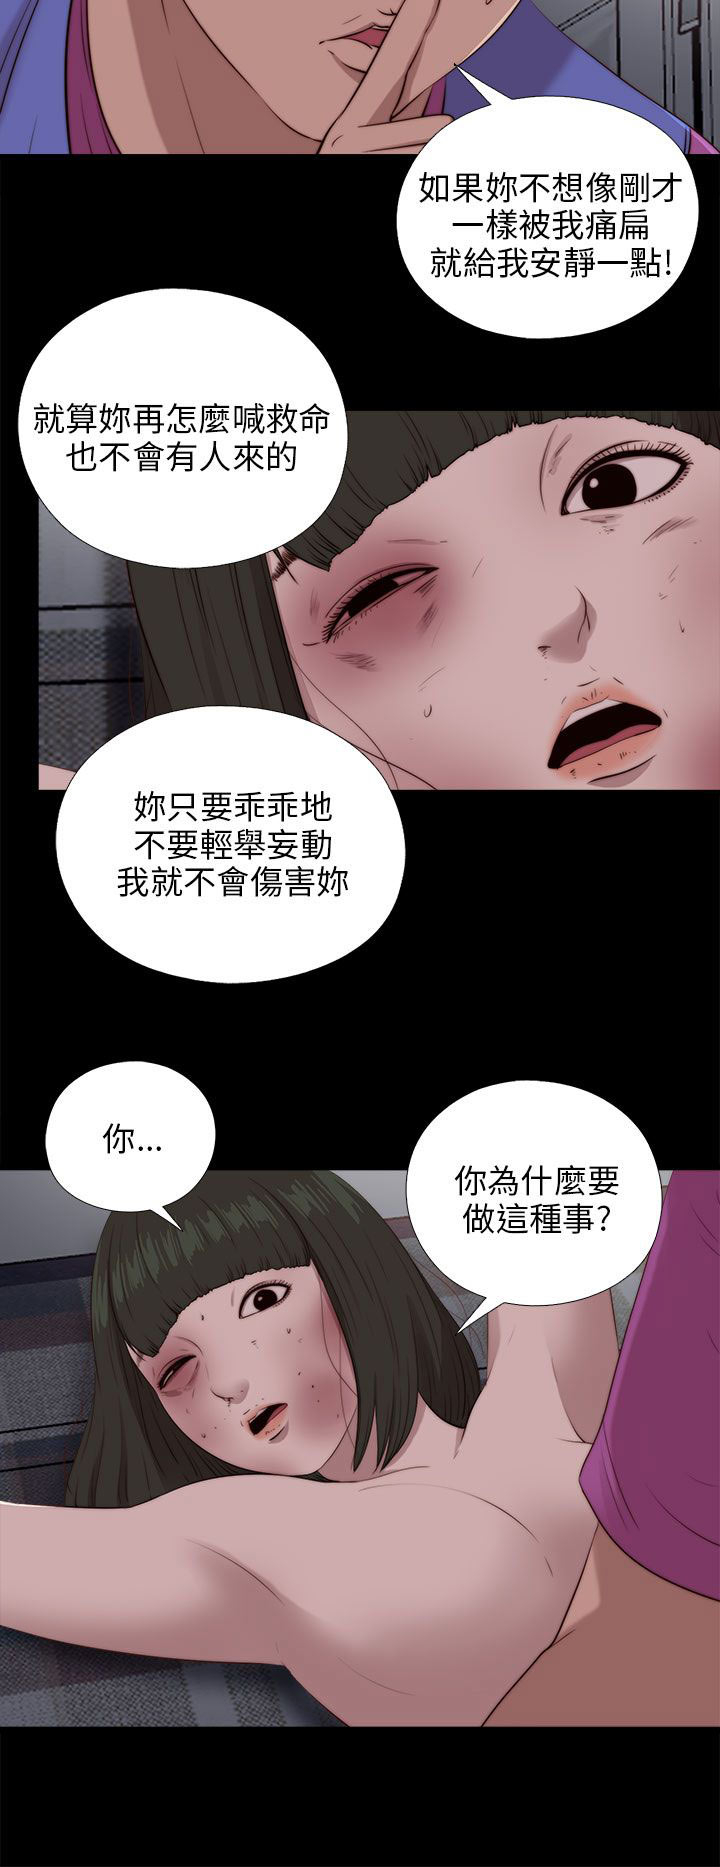 如果妳不想像剛才
一樣被我痛扁
就給我安靜一點!
就算妳再怎麼喊救命
也不會有人來的
妳只要乖乖地
不要輕舉妄動
我就不會傷害妳
你...
你為什麼要
做這種事?